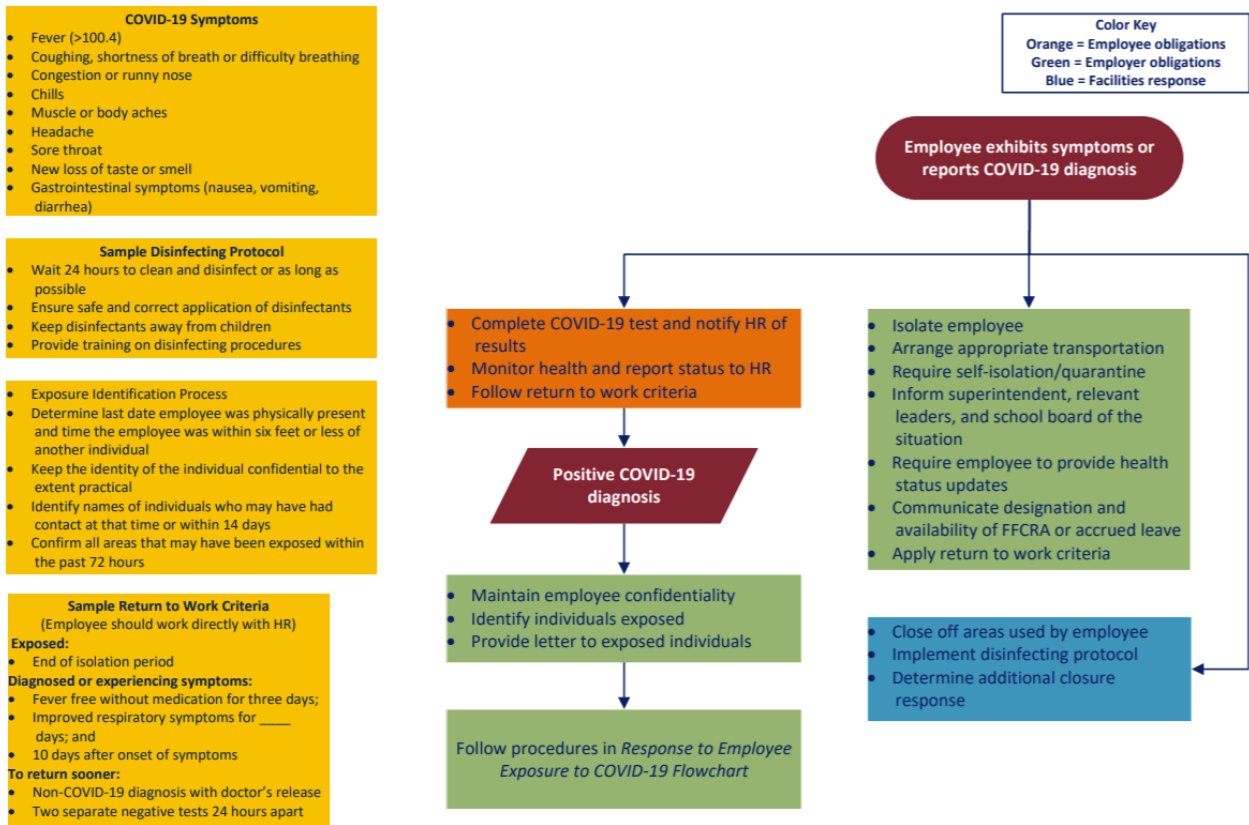 COVID-19 Symptoms
• Fever (>100.4)
• Coughing, shortness of breath or difficulty breathing
• Congestion or runny nose
• Chills
• Muscle or body aches
• Headache
• Sore throat
• New loss of taste or smell
• Gastrointestinal symptoms (nausea, vomiting,
diarrhea)
Sample Disinfecting Protocol
• Wait 24 hours to clean and disinfect or as long as
possible
• Ensure safe and correct application of disinfectants
• Keep disinfectants away from children
• Provide training on disinfecting procedures
• Exposure Identification Process
• Determine last date employee was physically present
and time the employee was within six feet or less of
another individual
• Keep the identity of the individual confidential to the
extent practical
• Identify names of individuals who may have had
contact at that time or within 14 days
• Confirm all areas that may have been exposed within
the past 72 hours
Sample Return to Work Criteria
(Employee should work directly with HR)
Exposed:
• End of isolation period
Diagnosed or experiencing symptoms:
• Fever free without medication for three days;
• Improved respiratory symptoms for ____
days; and
• 10 days after onset of symptoms
To return sooner:
• Non-COVID-19 diagnosis with doctor's release
• Two separate negative tests 24 hours apart
Color Key
Orange = Employee obligations
Green = Employer obligations
Blue = Facilities response
Employee exhibits symptoms or
reports COVID-19 diagnosis
• Complete COVID-19 test and notify HR of
results
• Monitor health and report status to HR
• Follow return to work criteria
Positive COVID-19
diagnosis
• Maintain employee confidentiality
• Identify individuals exposed
• Provide letter to exposed individuals
Follow procedures in Response to Employee
Exposure to COVID-19 Flowchart
• Isolate employee
• Arrange appropriate transportation
• Require self-isolation/quarantine
• Inform superintendent, relevant
leaders, and school board of the
situation
• Require employee to provide health
status updates
• Communicate designation and
availability of FFCRA or accrued leave
• Apply return to work criteria
• Close off areas used by employee
• Implement disinfecting protocol
• Determine additional closure
response